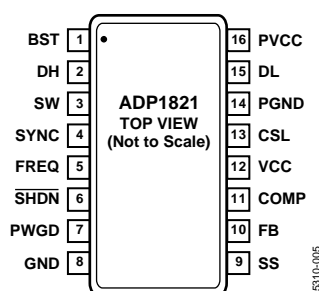 BST 1
DH 2
SW 3
SYNC 4
FREQ 5
SHDN 6
PWGD 7
GND 8
ADP1821
TOP VIEW
(Not to Scale)
16 PVCC
15 DL
14 PGND
13 CSL
12 VCC
11 COMP
10 FB
9 SS
5310-005